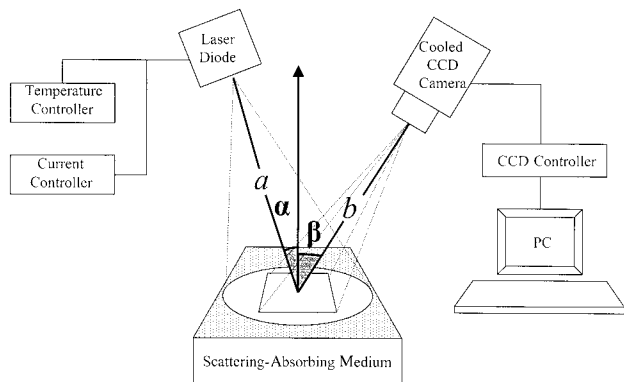 Laser
Diode
Cooled
CCD
Camera
Temperature
Controller
Current
Controller
CCD Controller
PC
a
α
β
b
Scattering-Absorbing Medium